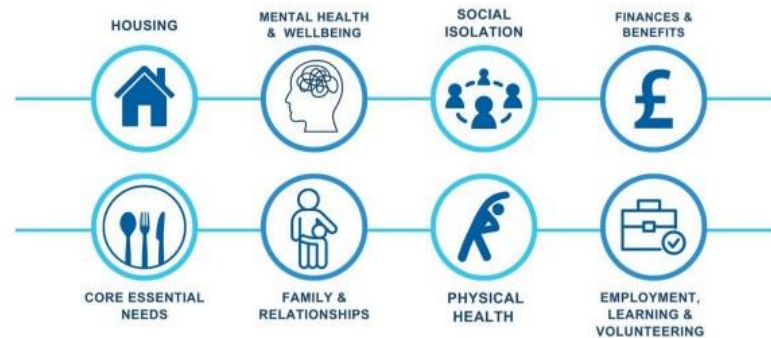 HOUSING
MENTAL HEALTH
& WELLBEING
SOCIAL
ISOLATION
FINANCES &
BENEFITS
£
CORE ESSENTIAL
NEEDS
FAMILY &
RELATIONSHIPS
PHYSICAL
HEALTH
EMPLOYMENT,
LEARNING &
VOLUNTEERING